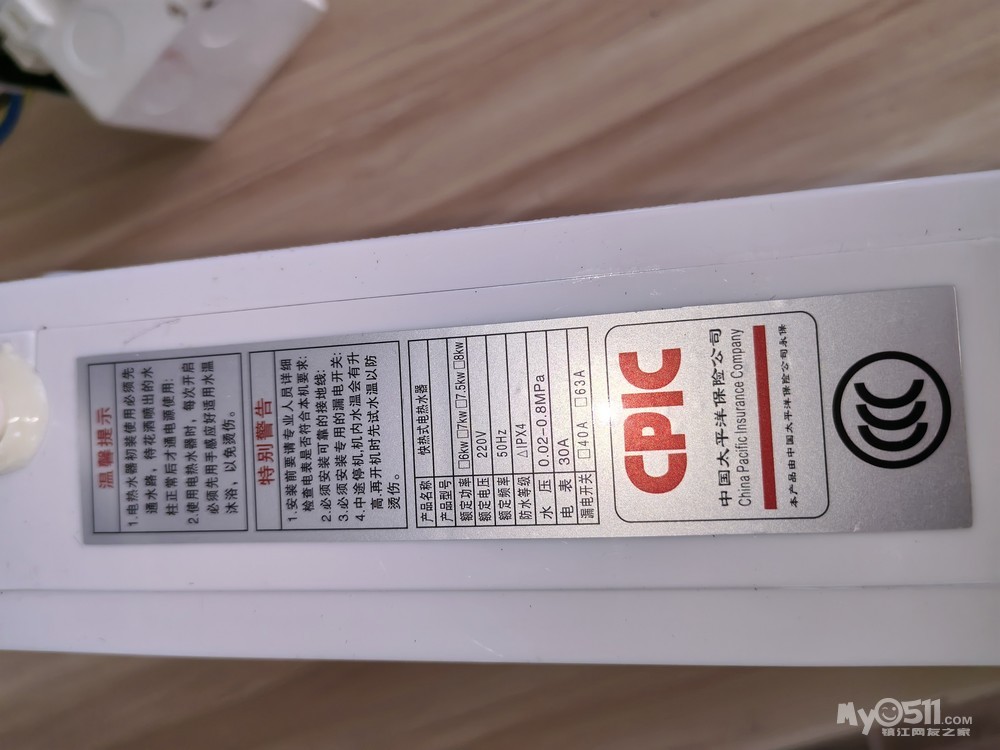 温馨提示
1.电热水器初装使用必须先
通水路，待花洒喷出的水
柱正常后才通电源使用;
2.使用电热水器时，每次开启
必须先用手感应好适用水温
沐浴，以免烫伤。
特别警告
1.安装前要请专业人员详细
检查电表是否符合本机要求:
2.必须安装可靠的接地线:
3.必须安装专用的漏电开关:
4.中途停机,机内水温会有升
高,再开机时先试水温以防
烫伤。
产品名称 快热式电热水器
产品型号
额定功率 □6kw □7kw □7.5kw □8kw
额定电压 220V
额定频率 50Hz
防水等级 △IPX4
水 压 0.02-0.8MPa
电 表 30A
漏电开关 □40A □63A
CPIC
中国太平洋保险公司
China Pacific Insurance Company
本产品由中国太平洋保险公司承保
CCC
My0511.COM
镇江网友之家